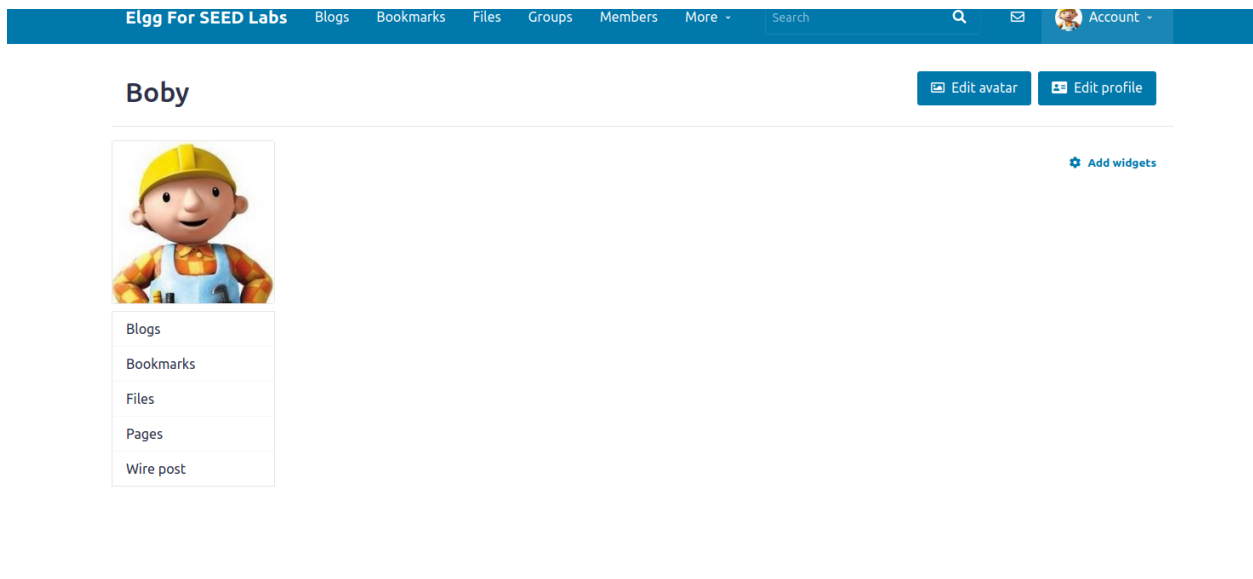 Elgg For SEED Labs Blogs Bookmarks Files Groups Members More Search Account
Boby
Edit avatar Edit profile
Add widgets
Blogs
Bookmarks
Files
Pages
Wire post